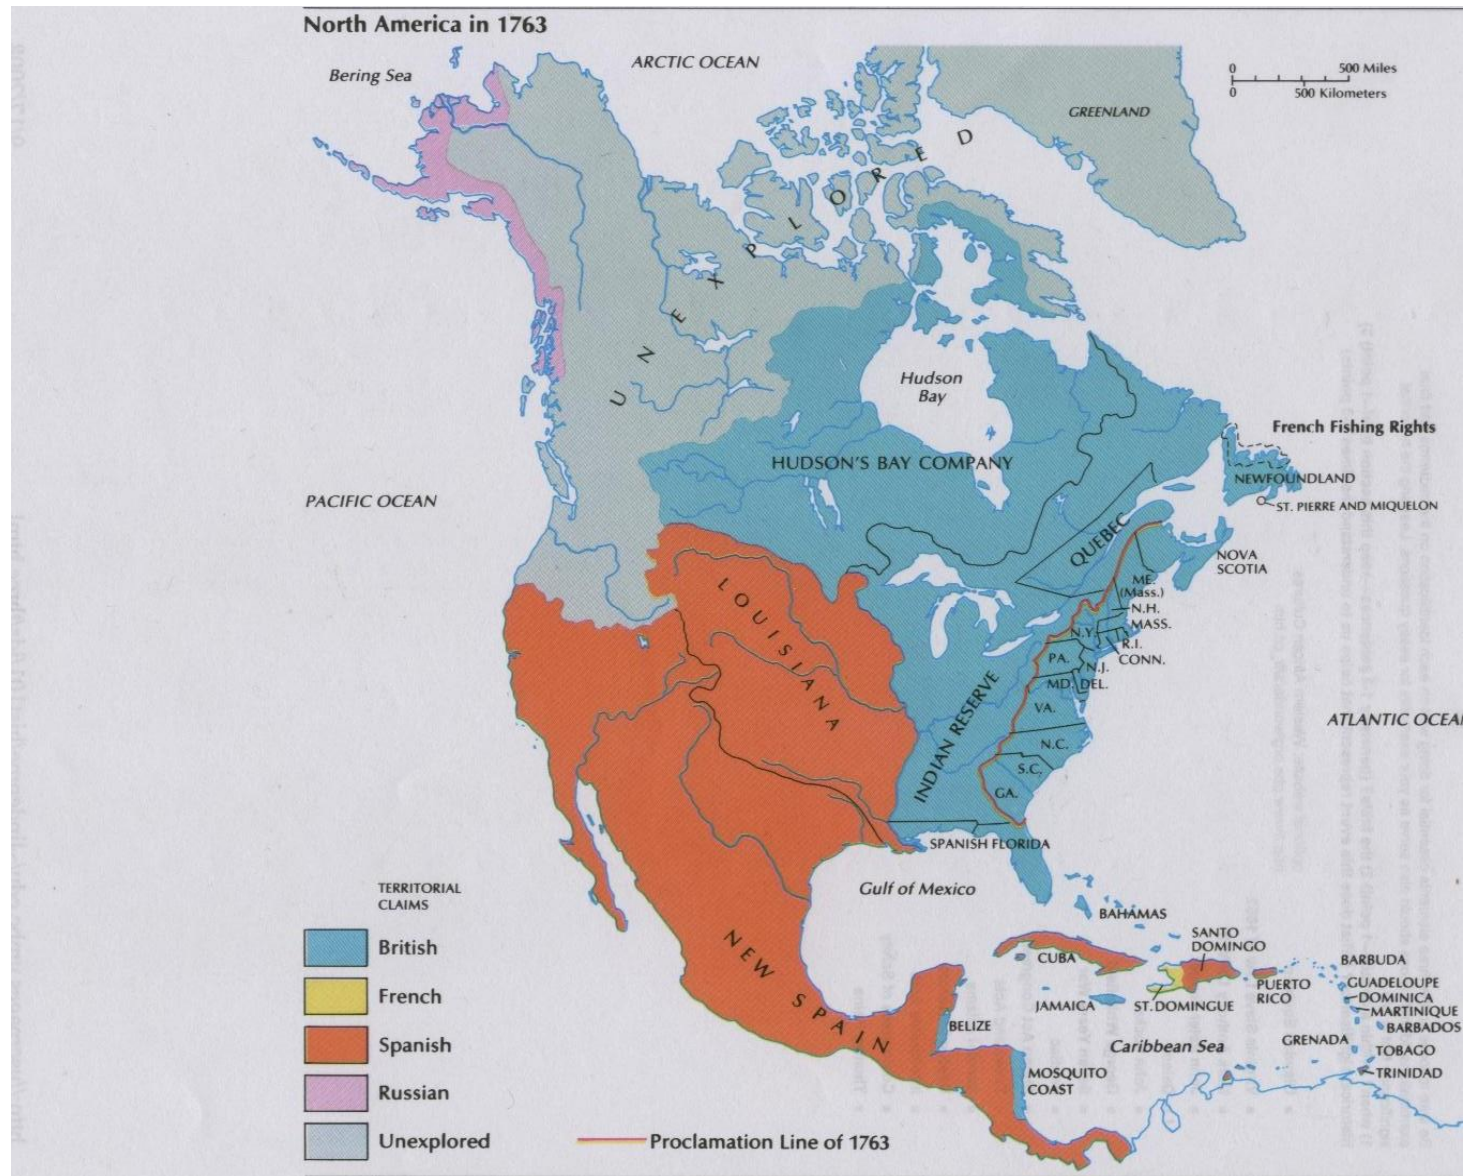 North America in 1763
Bering Sea
ARCTIC OCEAN
0 500 Miles
0 500 Kilometers
GREENLAND
UNEXPLORED
Hudson
Bay
French Fishing Rights
HUDSON'S BAY COMPANY
NEWFOUNDLAND
PACIFIC OCEAN
ST. PIERRE AND MIQUELON
QUEBEC
NOVA
SCOTIA
LOUISIANA
ME.
(Mass.)
N.H.
MASS.
N.Y.
R.I.
CONN.
PA.
N.J.
MD.
DEL.
INDIAN RESERVE
VA.
ATLANTIC OCEA
N.C.
S.C.
GA.
SPANISH FLORIDA
Gulf of Mexico
BAHAMAS
NEW SPAIN
CUBA
SANTO
DOMINGO
BARBUDA
PUERTO
RICO
GUADELOUPE
DOMINICA
MARTINIQUE
JAMAICA
ST. DOMINGUE
BELIZE
BARBADOS
Caribbean Sea
GRENADA
TOBAGO
TRINIDAD
MOSQUITO
COAST
TERRITORIAL
CLAIMS
British
French
Spanish
Russian
Unexplored
Proclamation Line of 1763